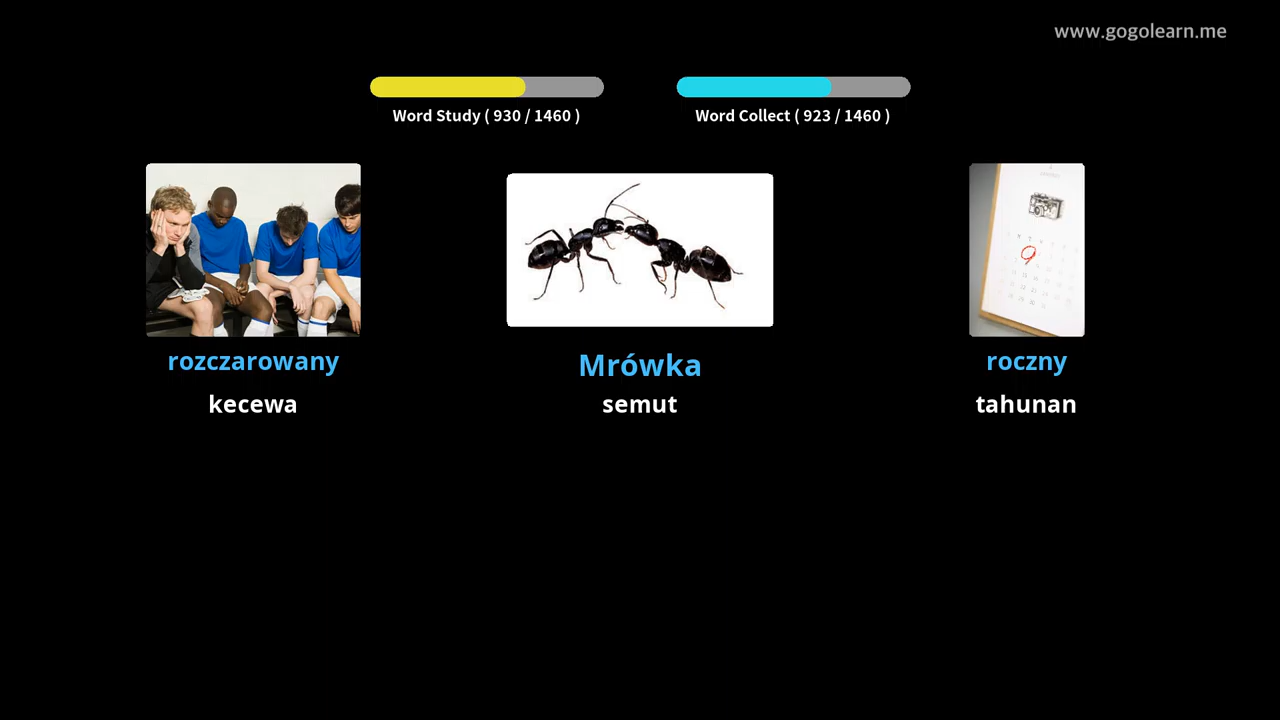 www.gogolearn.me
Word Study ( 930 / 1460 )
Word Collect ( 923 / 1460 )
rozczarowany
Mrówka
roczny
kecewa
semut
tahunan